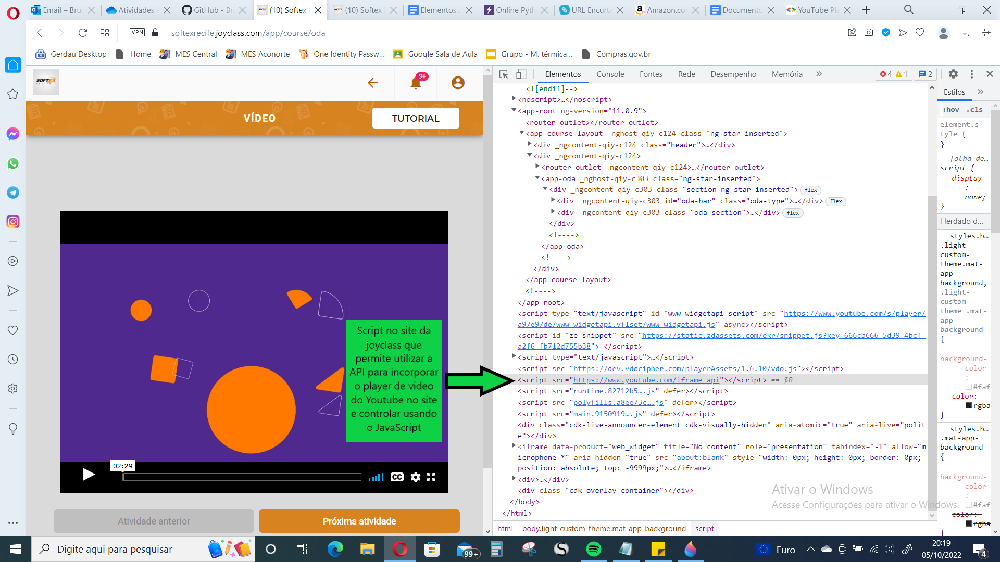 Email – Bru
Atividades
GitHub - Br
(10) Softex
(10) Softex
Elementos J
Online Pyth
URL Encurta
Amazon.co
Documento
YouTube Pla
VPN
softexrecife.joyclass.com/app/course/oda
Gerdau Desktop
Home
MES Central
MES Aconorte
One Identity Passw...
Google Sala de Aula
Grupo - M. térmica...
Compras.gov.br
SOFTEX
9+
VÍDEO
TUTORIAL
Script no site da
joyclass que
permite utilizar a
API para incorporar
o player de video
do Youtube no site
e controlar usando
o JavaScript
02:29
CC
Atividade anterior
Próxima atividade
Elementos
Console
Fontes
Rede
Desempenho
Memória
4
1
2
<![endif]-->
<noscript>…</noscript>
<app-root ng-version="11.0.9">
<router-outlet></router-outlet>
<app-course-layout _nghost-qiy-c124 class="ng-star-inserted">
<div _ngcontent-qiy-c124 class="header">…</div>
<div _ngcontent-qiy-c124>
<router-outlet _ngcontent-qiy-c124>…</router-outlet>
<app-oda _nghost-qiy-c303 class="ng-star-inserted">
<div _ngcontent-qiy-c303 class="section ng-star-inserted"> flex
<div _ngcontent-qiy-c303 id="oda-bar" class="oda-type">…</div> flex
<div _ngcontent-qiy-c303 class="oda-section">…</div> flex
</div>
<!---->
</app-oda>
<!---->
</div>
</app-course-layout>
<!---->
</app-root>
<script type="text/javascript" id="www-widgetapi-script" src="https://www.youtube.com/s/player/
a97e97de/www-widgetapi.vflset/www-widgetapi.js" async></script>
<script id="ze-snippet" src="https://static.zdassets.com/ekr/snippet.js?key=666cb666-5d39-4bcf-
a2f6-fb712d755b38"> </script>
<script type="text/javascript">…</script>
<script src="https://dev.vdocipher.com/playerAssets/1.6.10/vdo.js"></script>
<script src="https://www.youtube.com/iframe_api"></script> == $0
<script src="runtime.82712b5….js" defer></script>
<script src="polyfills.a8ee73c….js" defer></script>
<script src="main.9150919….js" defer></script>
<div class="cdk-live-announcer-element cdk-visually-hidden" aria-atomic="true" aria-live="polit
e"></div>
<iframe data-product="web_widget" title="No content" role="presentation" tabindex="-1" allow="m
icrophone *" aria-hidden="true" src="about:blank" style="width: 0px; height: 0px; border: 0px;
position: absolute; top: -9999px;">…</iframe>
<div>…</div>
<div class="cdk-overlay-container"></div>
</body>
</html>
html
body.light-custom-theme.mat-app-background
script
Estilos
:hov .cls
element.s
tyle {
}
folha de…
script {
display
:
none;
}
Herdado d…
styles.b…
.light-
custom-
theme.mat-
app-
background,
.light-
custom-
theme .mat-
app-
background
{
background-
color
:
#faf
color:
rgba
}
styles.b…
.mat-app-
background
{
background-
color
:
#faf
color:
rgba
}
Ativar o Windows
Acesse Configurações para ativar o Windows.
Digite aqui para pesquisar
99+
Euro
20:19
05/10/2022
4